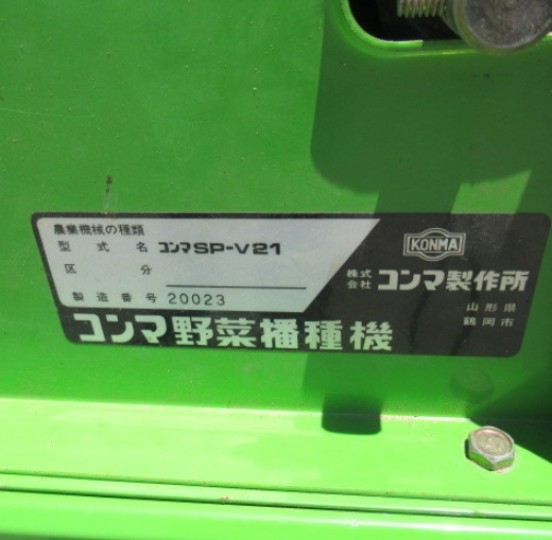 農業機械の種類
型式名 コンマSP-V21
区分
製造番号 20023
コンマ野菜播種機
KONMA
株式会社 コンマ製作所
山形県
鶴岡市